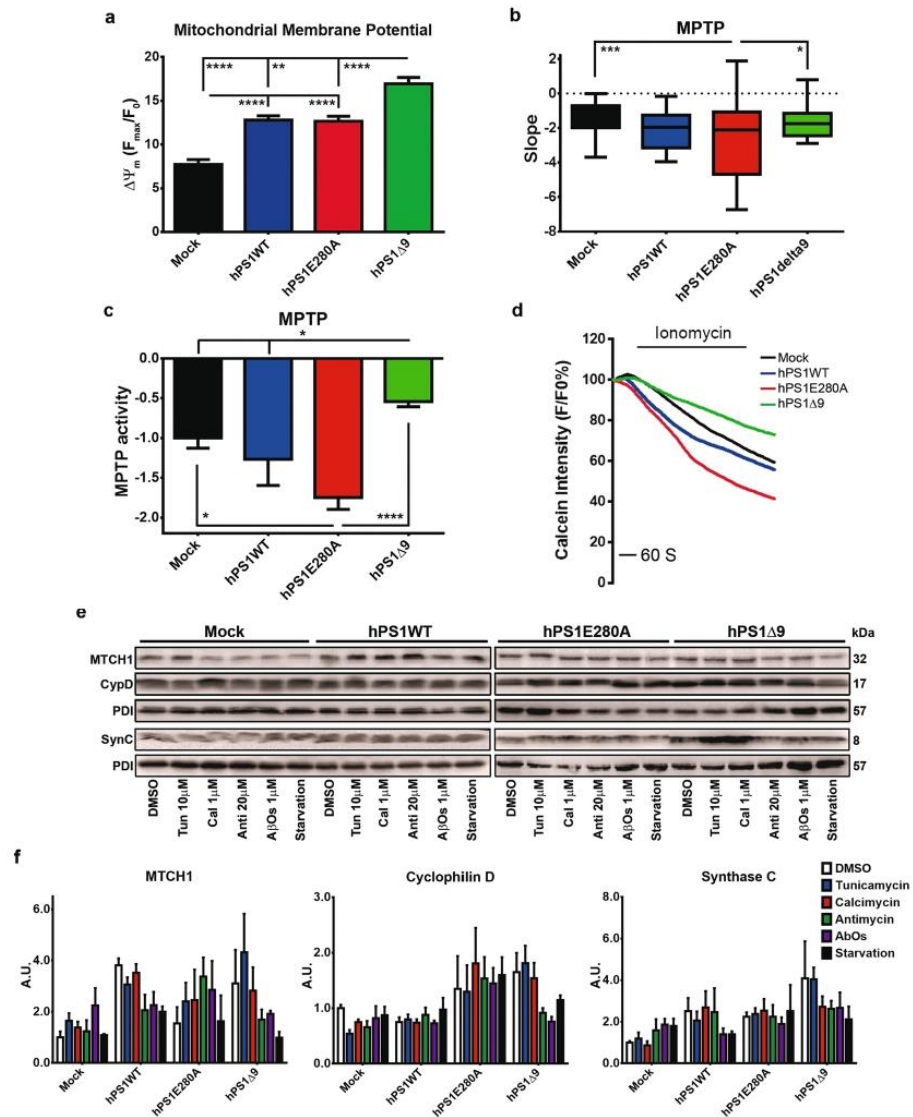 a
Mitochondrial Membrane Potential
ΔΨm (Fmax/F0)
20
15
10
5
0
**** ** ****
**** ****
Mock hPS1WT hPS1E280A hPS1Δ9
b
MPTP
*** *
Slope
2
0
-2
-4
-6
-8
Mock hPS1WT hPS1E280A hPS1delta9
c
MPTP
*
MPTP activity
0.0
-0.5
-1.0
-1.5
-2.0
* ****
Mock hPS1WT hPS1E280A hPS1Δ9
d
Ionomycin
Calcein Intensity (F/F0%)
120
100
80
60
40
20
0
60 S
Mock
hPS1WT
hPS1E280A
hPS1Δ9
e
Mock hPS1WT hPS1E280A hPS1Δ9 kDa
MTCH1 32
CypD 17
PDI 57
SynC 8
PDI 57
DMSO Tun 10μM Cal 1μM Anti 20μM AβOs 1μM Starvation DMSO Tun 10μM Cal 1μM Anti 20μM AβOs 1μM Starvation DMSO Tun 10μM Cal 1μM Anti 20μM AβOs 1μM Starvation DMSO Tun 10μM Cal 1μM Anti 20μM AβOs 1μM Starvation
f
MTCH1
A.U.
6.0
4.0
2.0
0.0
Mock hPS1WT hPS1E280A hPS1Δ9
Cyclophilin D
A.U.
3.0
2.0
1.0
0.0
Mock hPS1WT hPS1E280A hPS1Δ9
Synthase C
A.U.
8.0
6.0
4.0
2.0
0.0
Mock hPS1WT hPS1E280A hPS1Δ9
DMSO
Tunicamycin
Calcimycin
Antimycin
AbOs
Starvation